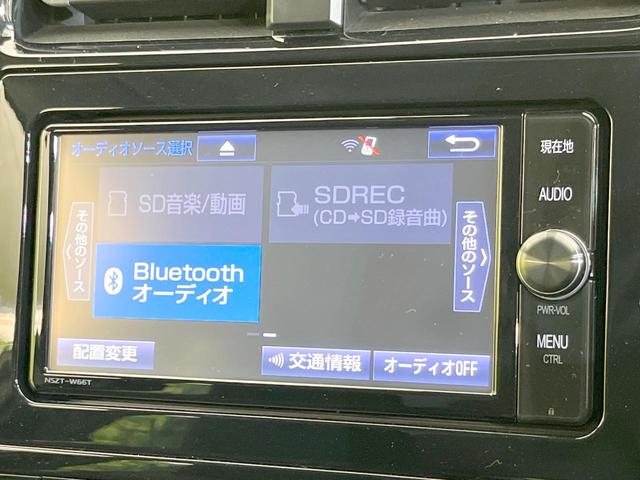 オーディオソース選択
現在地
SD音楽/動画
SDREC
(CD➡SD録音曲)
AUDIO
その他のソース
その他のソース
Bluetooth
オーディオ
PWR-VOL
MENU
CTRL
配置変更
交通情報
オーディオOFF
NSZT-W66T